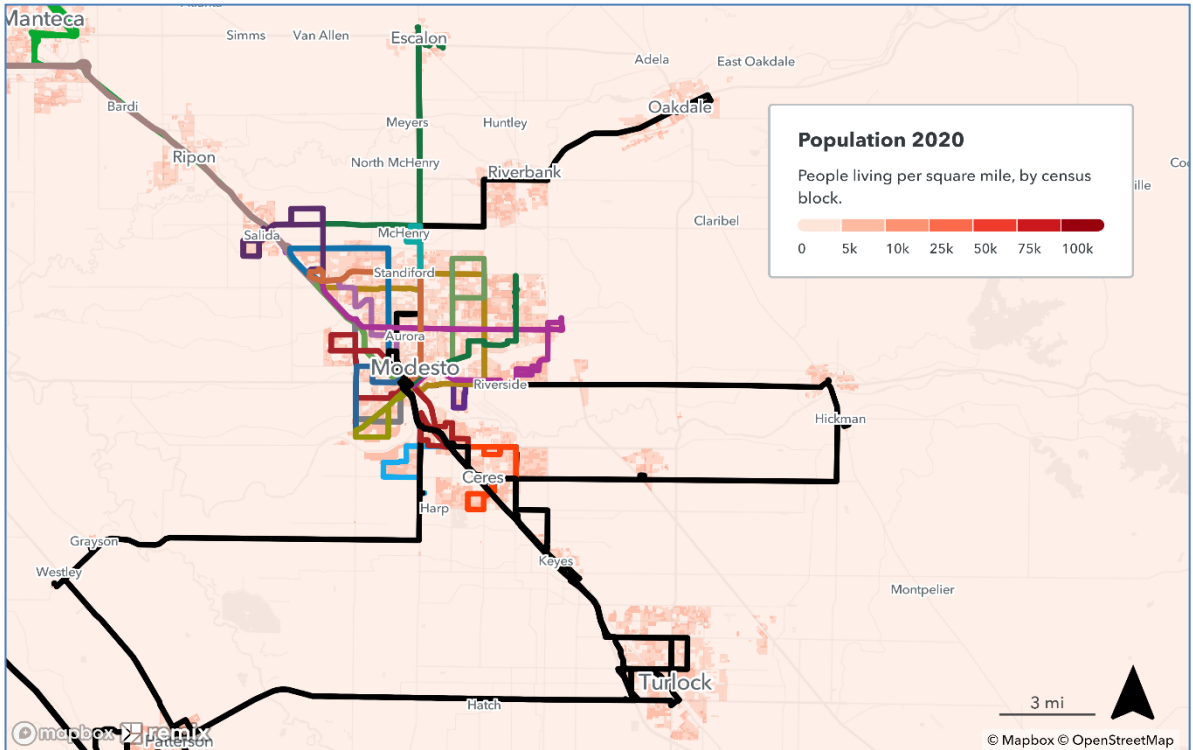 Manteca
Simms
Van Allen
Escalon
Adela
East Oakdale
Bardi
Oakdale
Meyers
Huntley
Population 2020
Ripon
North McHenry
Riverbank
People living per square mile, by census
block.
ville
Claribel
Salida
McHenry
0 5k 10k 25k 50k 75k 100k
Standiford
Aurora
Modesto
Riverside
Hickman
Ceres
Harp
Grayson
Westley
Keyes
Montpelier
Turlock
Hatch
3 mi
mapbox remix
Patterson
© Mapbox © OpenStreetMap